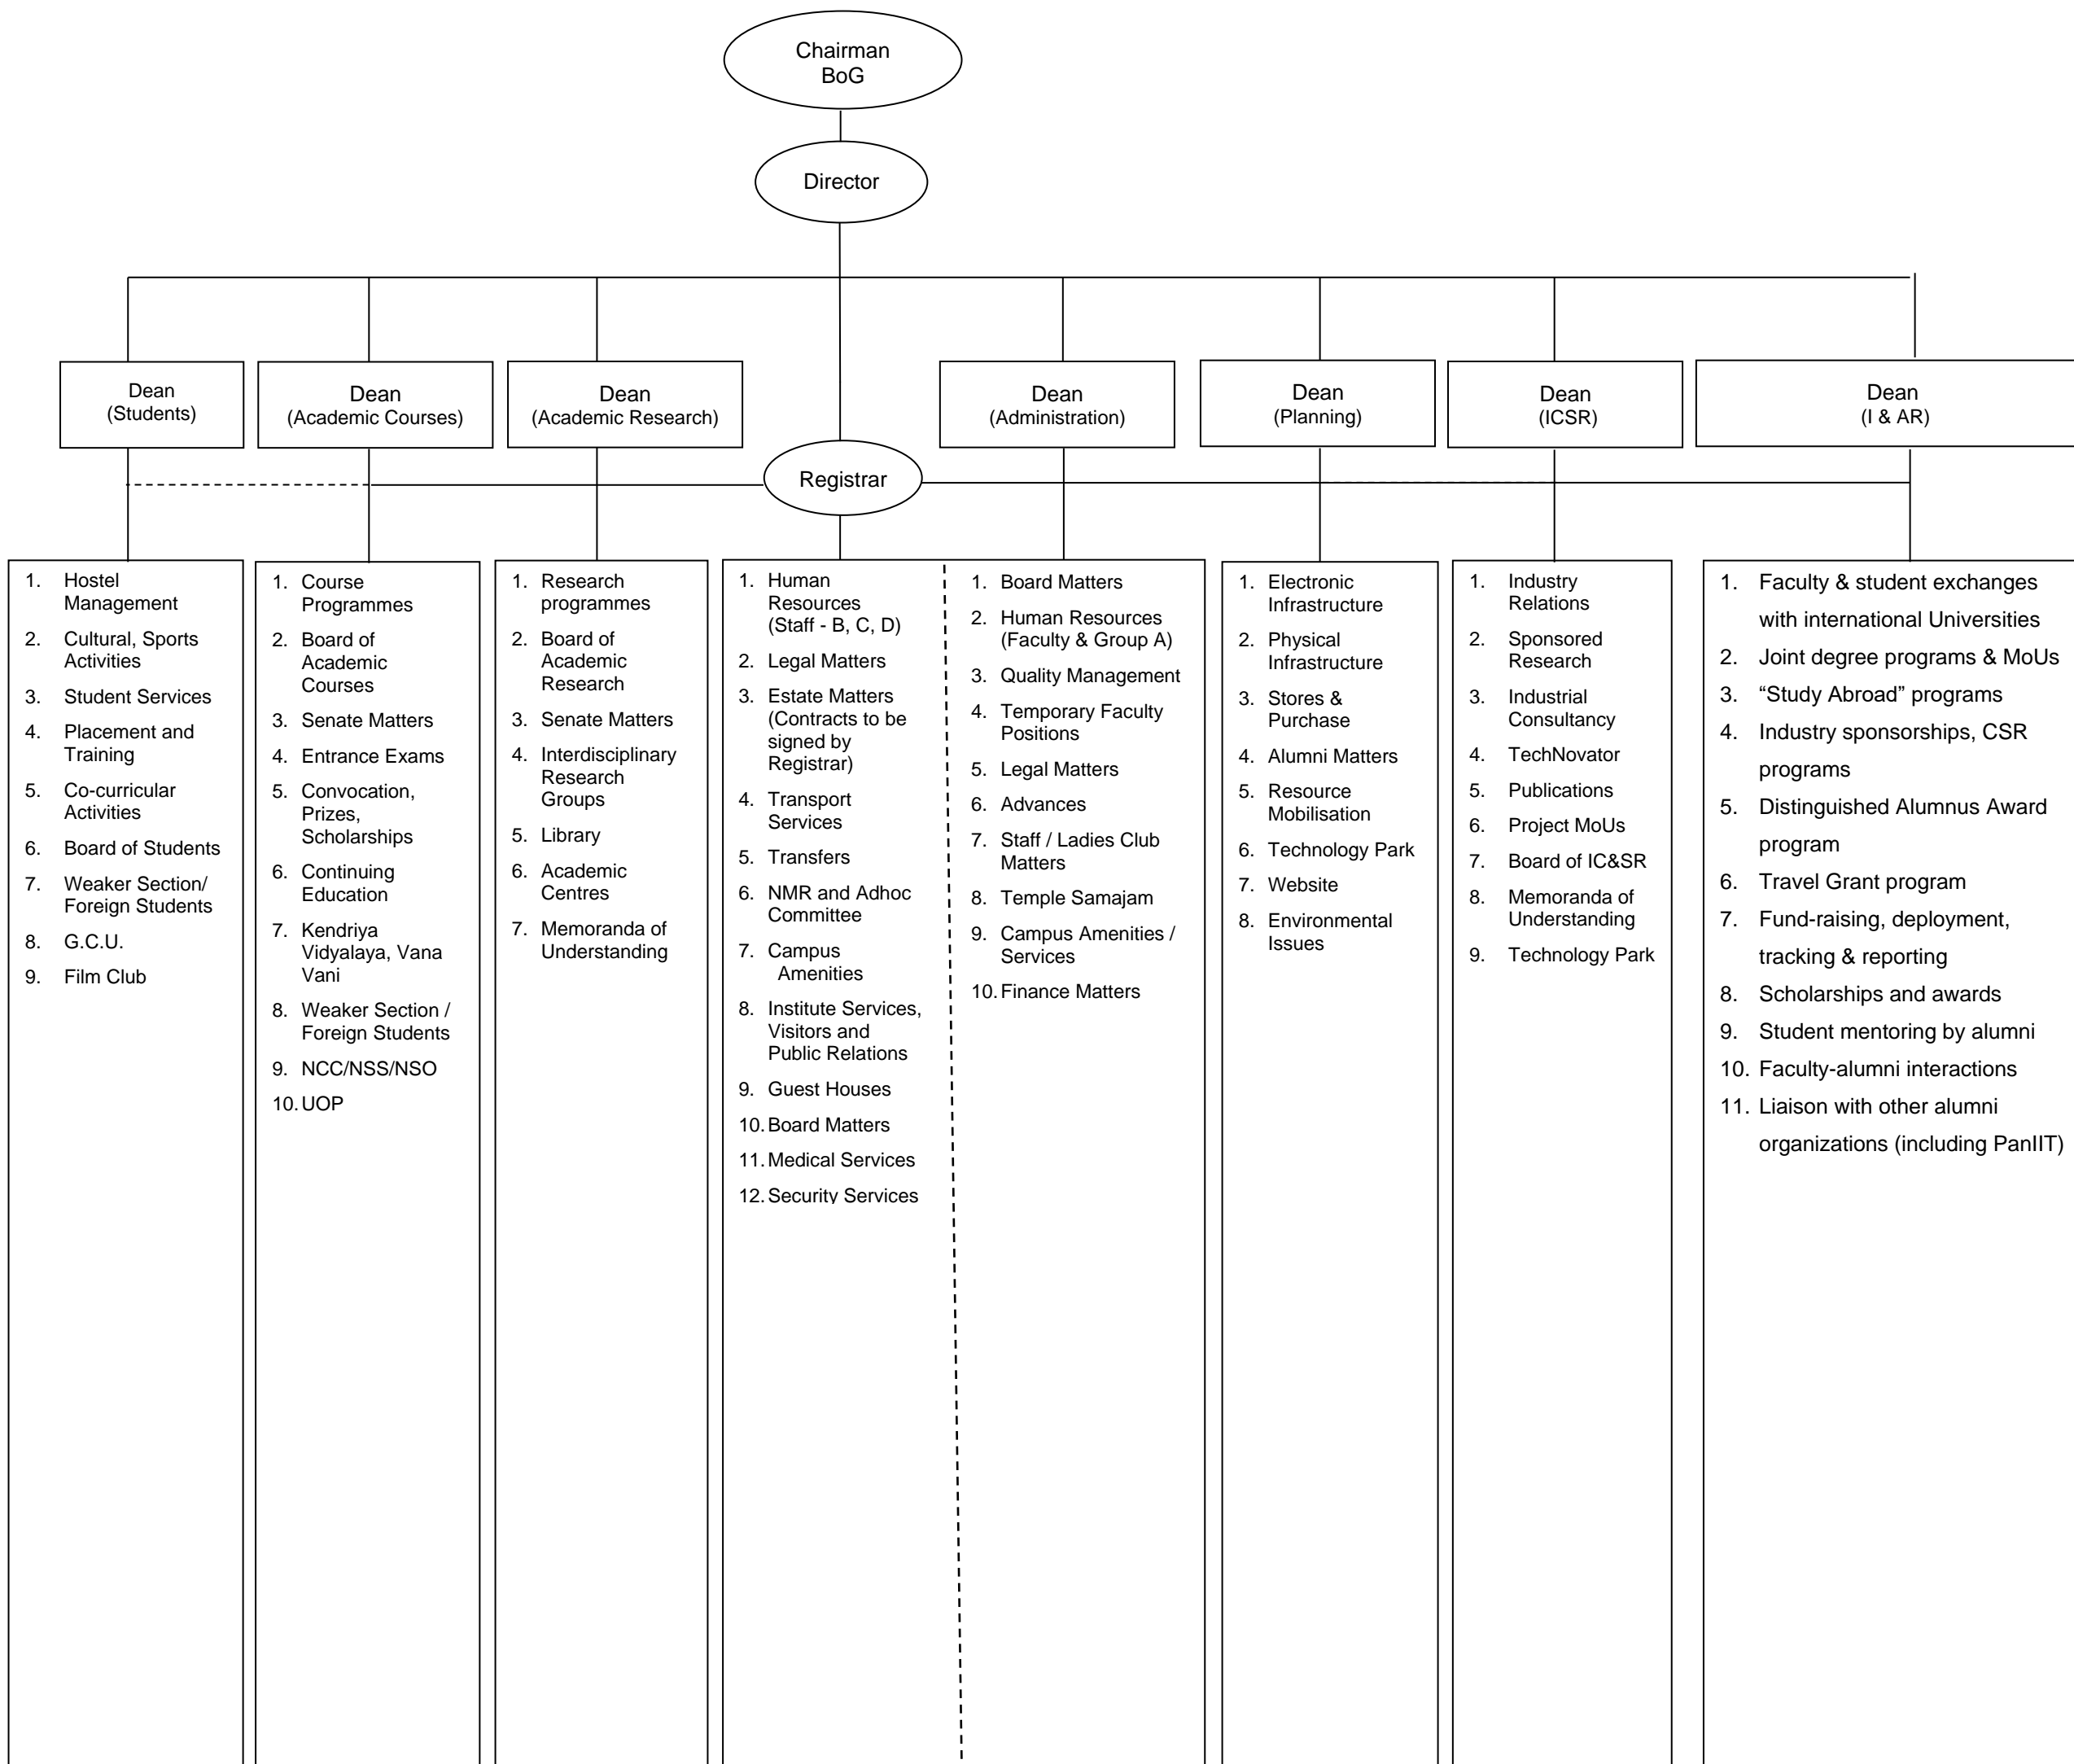 Chairman
BoG
Director
Dean
(Students)
Dean
(Academic Courses)
Dean
(Academic Research)
Dean
(Administration)
Dean
(Planning)
Dean
(ICSR)
Dean
(I & AR)
Registrar
1. Hostel
Management
2. Cultural, Sports
Activities
3. Student Services
4. Placement and
Training
5. Co-curricular
Activities
6. Board of Students
7. Weaker Section/
Foreign Students
8. G.C.U.
9. Film Club
1. Course
Programmes
2. Board of
Academic
Courses
3. Senate Matters
4. Entrance Exams
5. Convocation,
Prizes,
Scholarships
6. Continuing
Education
7. Kendriya
Vidyalaya, Vana
Vani
8. Weaker Section /
Foreign Students
9. NCC/NSS/NSO
10. UOP
1. Research
programmes
2. Board of
Academic
Research
3. Senate Matters
4. Interdisciplinary
Research
Groups
5. Library
6. Academic
Centres
7. Memoranda of
Understanding
1. Human
Resources
(Staff - B, C, D)
2. Legal Matters
3. Estate Matters
(Contracts to be
signed by
Registrar)
4. Transport
Services
5. Transfers
6. NMR and Adhoc
Committee
7. Campus
Amenities
8. Institute Services,
Visitors and
Public Relations
9. Guest Houses
10. Board Matters
11. Medical Services
12. Security Services
1. Board Matters
2. Human Resources
(Faculty & Group A)
3. Quality Management
4. Temporary Faculty
Positions
5. Legal Matters
6. Advances
7. Staff / Ladies Club
Matters
8. Temple Samajam
9. Campus Amenities /
Services
10. Finance Matters
1. Electronic
Infrastructure
2. Physical
Infrastructure
3. Stores &
Purchase
4. Alumni Matters
5. Resource
Mobilisation
6. Technology Park
7. Website
8. Environmental
Issues
1. Industry
Relations
2. Sponsored
Research
3. Industrial
Consultancy
4. TechNovator
5. Publications
6. Project MoUs
7. Board of IC&SR
8. Memoranda of
Understanding
9. Technology Park
1. Faculty & student exchanges
with international Universities
2. Joint degree programs & MoUs
3. “Study Abroad” programs
4. Industry sponsorships, CSR
programs
5. Distinguished Alumnus Award
program
6. Travel Grant program
7. Fund-raising, deployment,
tracking & reporting
8. Scholarships and awards
9. Student mentoring by alumni
10. Faculty-alumni interactions
11. Liaison with other alumni
organizations (including PanIIT)